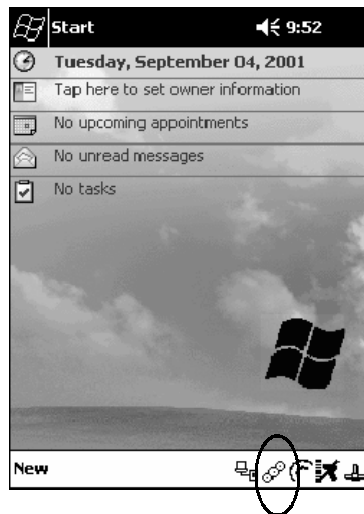 Start 9:52
Tuesday, September 04, 2001
Tap here to set owner information
No upcoming appointments
No unread messages
No tasks
New